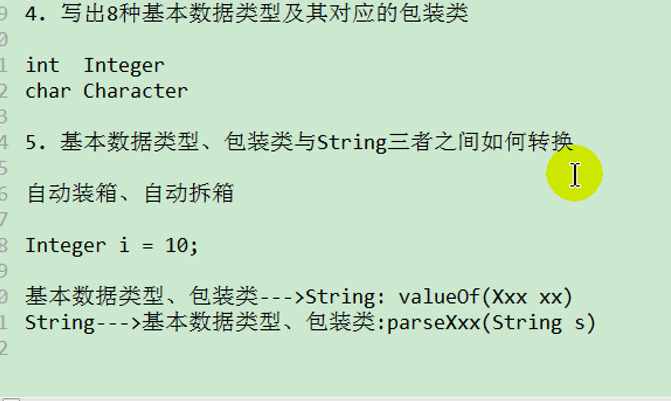 9 4. 写出8种基本数据类型及其对应的包装类
0
1 int  Integer
2 char Character
3
4 5. 基本数据类型、包装类与String三者之间如何转换
5
6 自动装箱、自动拆箱
7
8 Integer i = 10;
9
0 基本数据类型、包装类--->String: valueOf(Xxx xx)
1 String--->基本数据类型、包装类:parseXxx(String s)
2